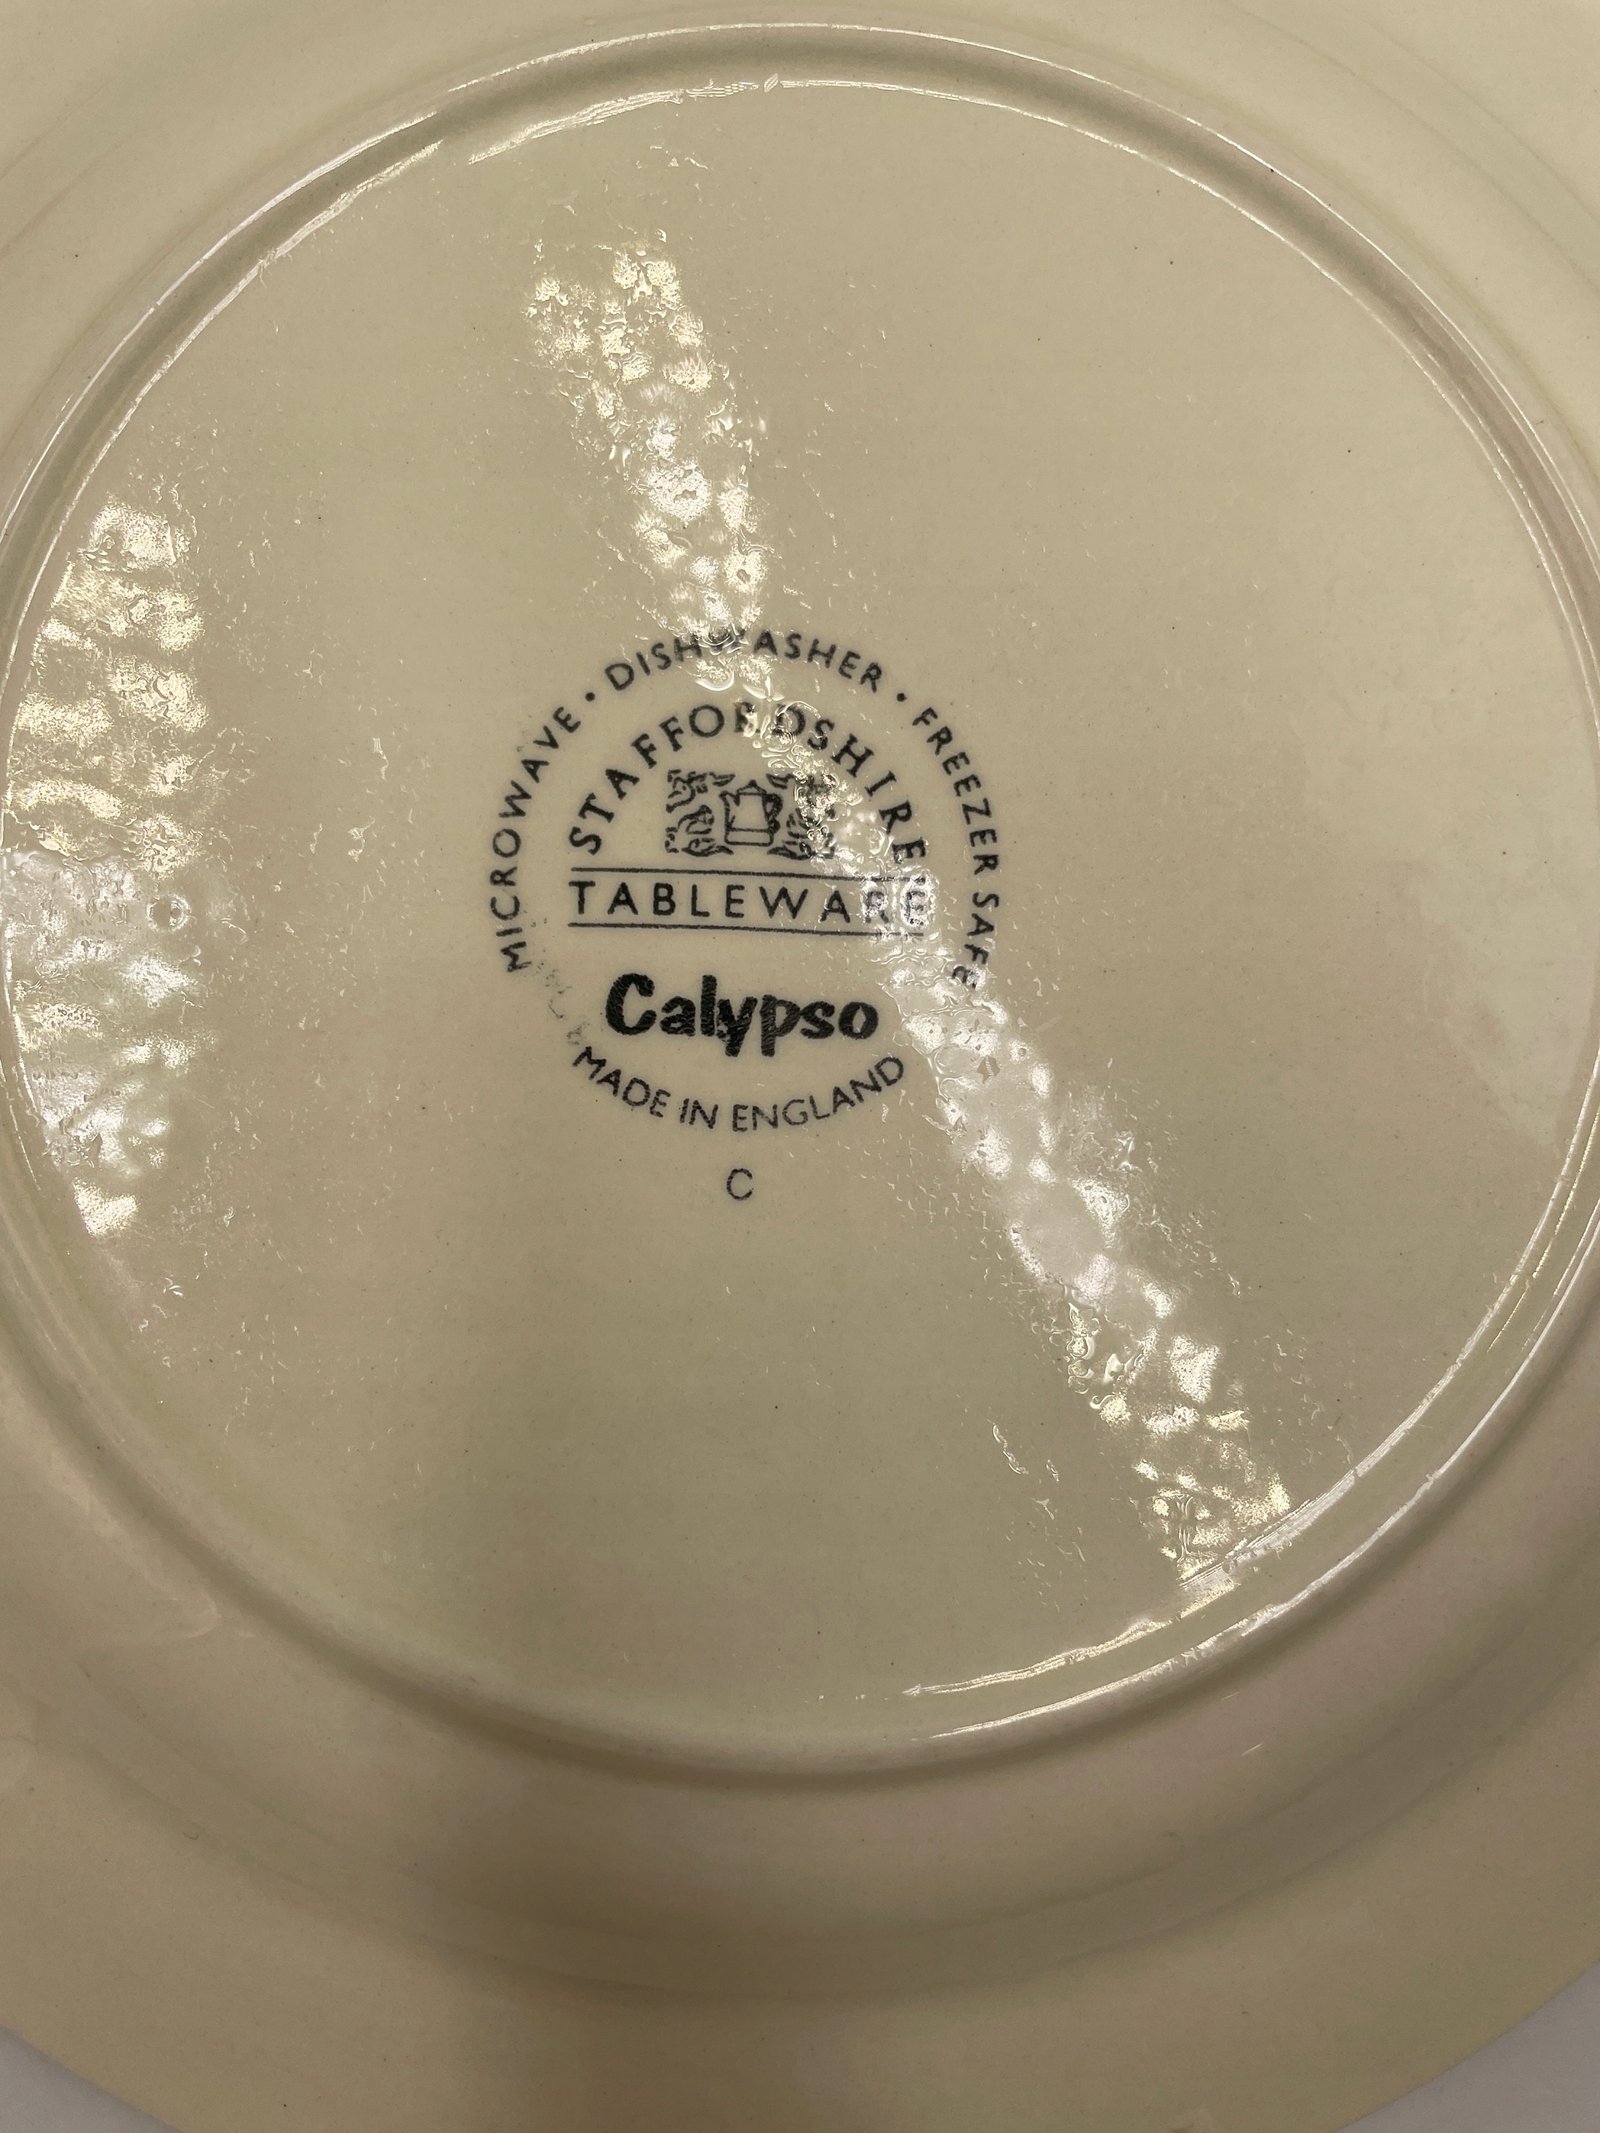 MICROWAVE • DISHWASHER • FREEZER SAFE
STAFFORDSHIRE
TABLEWARE
Calypso
MADE IN ENGLAND
C